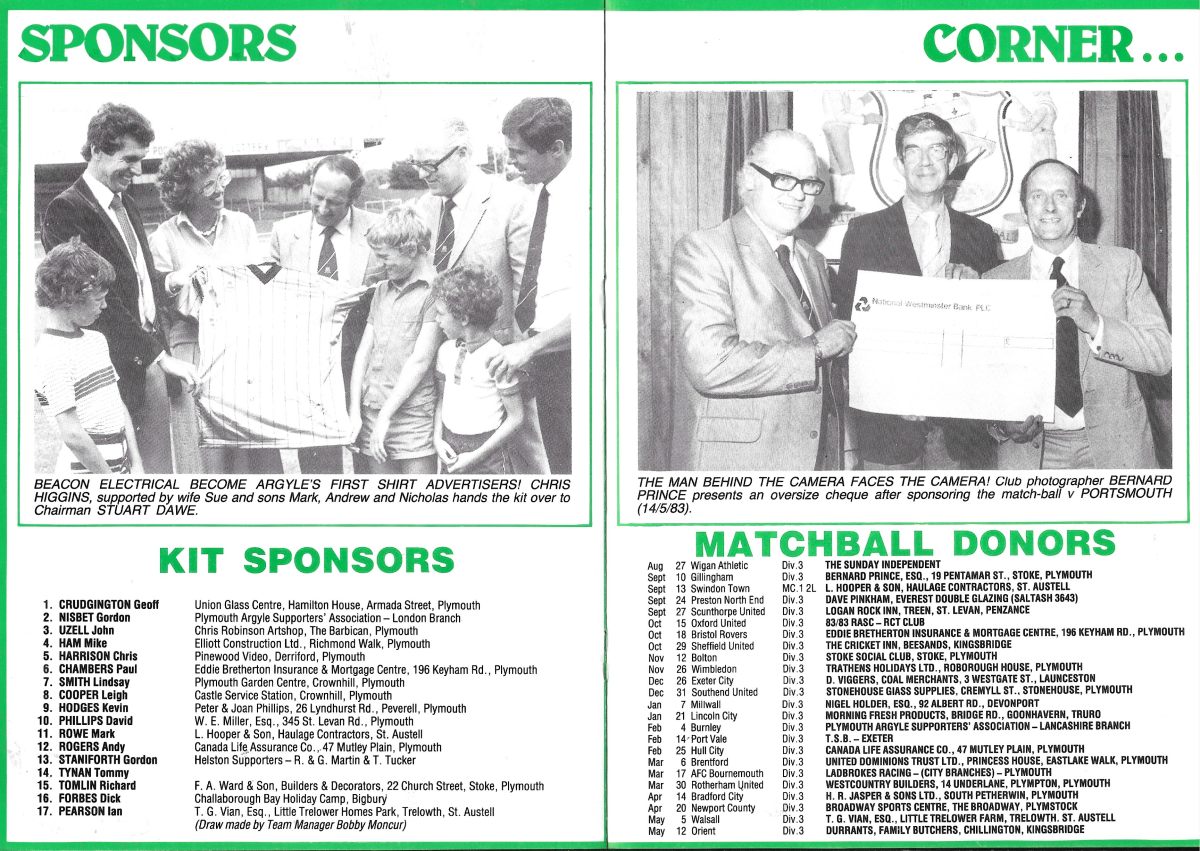 SPONSORS
BEACON ELECTRICAL BECOME ARGYLE'S FIRST SHIRT ADVERTISERS! CHRIS
HIGGINS, supported by wife Sue and sons Mark, Andrew and Nicholas hands the kit over to
Chairman STUART DAWE.
KIT SPONSORS
1. CRUDGINGTON Geoff Union Glass Centre, Hamilton House, Armada Street, Plymouth
2. NISBET Gordon Plymouth Argyle Supporters' Association – London Branch
3. UZELL John Chris Robinson Artshop, The Barbican, Plymouth
4. HAM Mike Elliott Construction Ltd., Richmond Walk, Plymouth
5. HARRISON Chris Pinewood Video, Derriford, Plymouth
6. CHAMBERS Paul Eddie Bretherton Insurance & Mortgage Centre, 196 Keyham Rd., Plymouth
7. SMITH Lindsay Plymouth Garden Centre, Crownhill, Plymouth
8. COOPER Leigh Castle Service Station, Crownhill, Plymouth
9. HODGES Kevin Peter & Joan Phillips, 26 Lyndhurst Rd., Peverell, Plymouth
10. PHILLIPS David W. E. Miller, Esq., 345 St. Levan Rd., Plymouth
11. ROWE Mark L. Hooper & Son, Haulage Contractors, St. Austell
12. ROGERS Andy Canada Life Assurance Co., 47 Mutley Plain, Plymouth
13. STANIFORTH Gordon Helston Supporters – R. & G. Martin & T. Tucker
14. TYNAN Tommy
15. TOMLIN Richard F. A. Ward & Son, Builders & Decorators, 22 Church Street, Stoke, Plymouth
16. FORBES Dick Challaborough Bay Holiday Camp, Bigbury
17. PEARSON Ian T. G. Vian, Esq., Little Trelower Homes Park, Trelowth, St. Austell
(Draw made by Team Manager Bobby Moncur)
CORNER...
National Westminster Bank PLC
£
THE MAN BEHIND THE CAMERA FACES THE CAMERA! Club photographer BERNARD
PRINCE presents an oversize cheque after sponsoring the match-ball v PORTSMOUTH
(14/5/83).
MATCHBALL DONORS
Aug 27 Wigan Athletic Div.3 THE SUNDAY INDEPENDENT
Sept 10 Gillingham Div.3 BERNARD PRINCE, ESQ., 19 PENTAMAR ST., STOKE, PLYMOUTH
Sept 13 Swindon Town MC.1 2L L. HOOPER & SON, HAULAGE CONTRACTORS, ST. AUSTELL
Sept 24 Preston North End Div.3 DAVE PINKHAM, EVEREST DOUBLE GLAZING (SALTASH 3643)
Sept 27 Scunthorpe United Div.3 LOGAN ROCK INN, TREEN, ST. LEVAN, PENZANCE
Oct 15 Oxford United Div.3 83/83 RASC – RCT CLUB
Oct 18 Bristol Rovers Div.3 EDDIE BRETHERTON INSURANCE & MORTGAGE CENTRE, 196 KEYHAM RD., PLYMOUTH
Oct 29 Sheffield United Div.3 THE CRICKET INN, BEESANDS, KINGSBRIDGE
Nov 12 Bolton Div.3 STOKE SOCIAL CLUB, STOKE, PLYMOUTH
Nov 26 Wimbledon Div.3 TRATHENS HOLIDAYS LTD., ROBOROUGH HOUSE, PLYMOUTH
Dec 26 Exeter City Div.3 D. VIGGERS, COAL MERCHANTS, 3 WESTGATE ST., LAUNCESTON
Dec 31 Southend United Div.3 STONEHOUSE GlASS SUPPLIES, CREMYLL ST., STONEHOUSE, PLYMOUTH
Jan 7 Millwall Div.3 NIGEL HOLDER, ESQ., 92 ALBERT RD., DEVONPORT
Jan 21 Lincoln City Div.3 MORNING FRESH PRODUCTS, BRIDGE RD., GOONHAVERN, TRURO
Feb 4 Burnley Div.3 PLYMOUTH ARGYLE SUPPORTERS' ASSOCIATION – LANCASHIRE BRANCH
Feb 14 Port Vale Div.3 T.S.B. – EXETER
Feb 25 Hull City Div.3 CANADA LIFE ASSURANCE CO., 47 MUTLEY PLAIN, PLYMOUTH
Mar 6 Brentford Div.3 UNITED DOMINIONS TRUST LTD., PRINCESS HOUSE, EASTLAKE WALK, PLYMOUTH
Mar 17 AFC Bournemouth Div.3 LADBROKES RACING – (CITY BRANCHES) – PLYMOUTH
Mar 30 Rotherham United Div.3 WESTCOUNTRY BUILDERS, 14 UNDERLANE, PLYMPTON, PLYMOUTH
Apr 14 Bradford City Div.3 H. R. JASPER & SONS LTD., SOUTH PETHERWIN, PLYMOUTH
Apr 20 Newport County Div.3 BROADWAY SPORTS CENTRE, THE BROADWAY, PLYMSTOCK
May 5 Walsall Div.3 T. G. VIAN, ESQ., LITTLE TRELOWER FARM, TRELOWTH. ST. AUSTELL
May 12 Orient Div.3 DURRANTS, FAMILY BUTCHERS, CHILLINGTON, KINGSBRIDGE